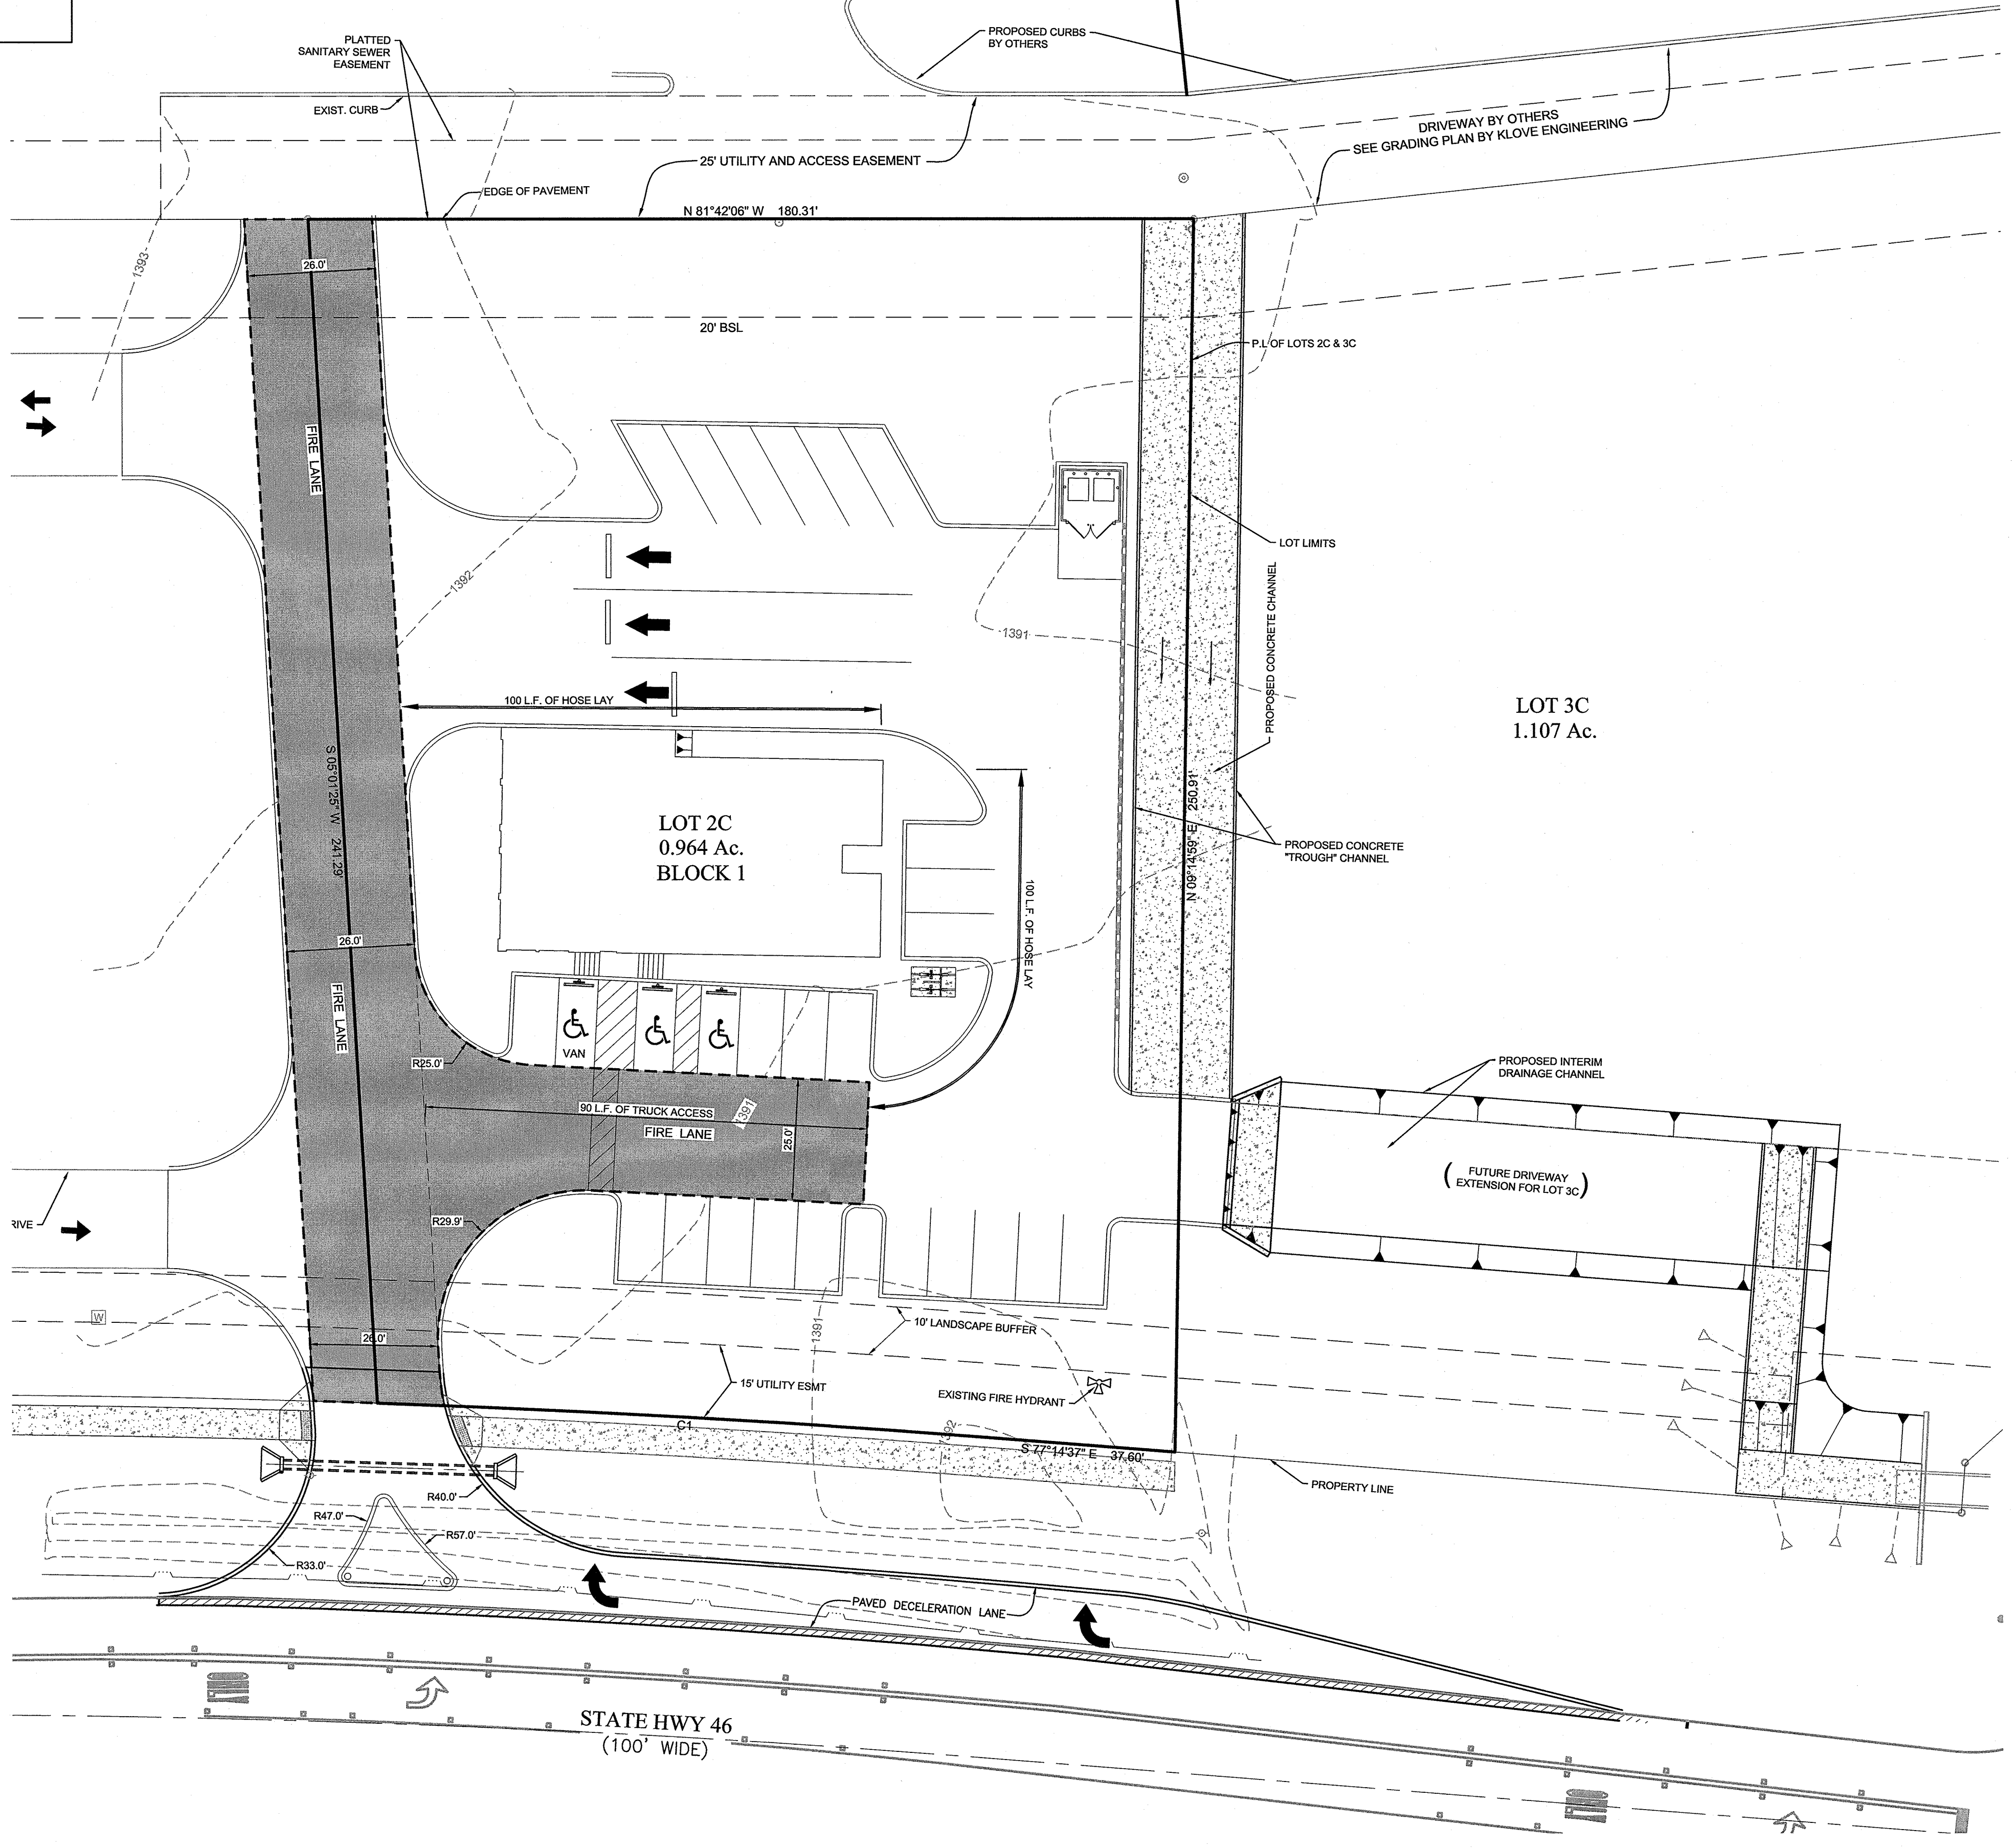 PLATTED
SANITARY SEWER
EASEMENT
PROPOSED CURBS
BY OTHERS
EXIST. CURB
DRIVEWAY BY OTHERS
SEE GRADING PLAN BY KLOVE ENGINEERING
25' UTILITY AND ACCESS EASEMENT
EDGE OF PAVEMENT
N 81°42'06" W 180.31'
1393
26.0'
20' BSL
P.L OF LOTS 2C & 3C
FIRE LANE
LOT LIMITS
1392
PROPOSED CONCRETE CHANNEL
1391
100 L.F. OF HOSE LAY
LOT 3C
1.107 Ac.
S 05°01'25" W 241.29'
N 09°14'59" E 250.91'
LOT 2C
0.964 Ac.
BLOCK 1
PROPOSED CONCRETE
"TROUGH" CHANNEL
100 L.F. OF HOSE LAY
26.0'
FIRE LANE
VAN
R25.0'
PROPOSED INTERIM
DRAINAGE CHANNEL
90 L.F. OF TRUCK ACCESS
1391
FIRE LANE
25.0'
( FUTURE DRIVEWAY
EXTENSION FOR LOT 3C )
RIVE
R29.9'
W
26.0'
1391
10' LANDSCAPE BUFFER
15' UTILITY ESMT
EXISTING FIRE HYDRANT
C1
1392
S 77°14'37" E 37.60'
PROPERTY LINE
R40.0'
R47.0'
R57.0'
R33.0'
PAVED DECELERATION LANE
STATE HWY 46
(100' WIDE)